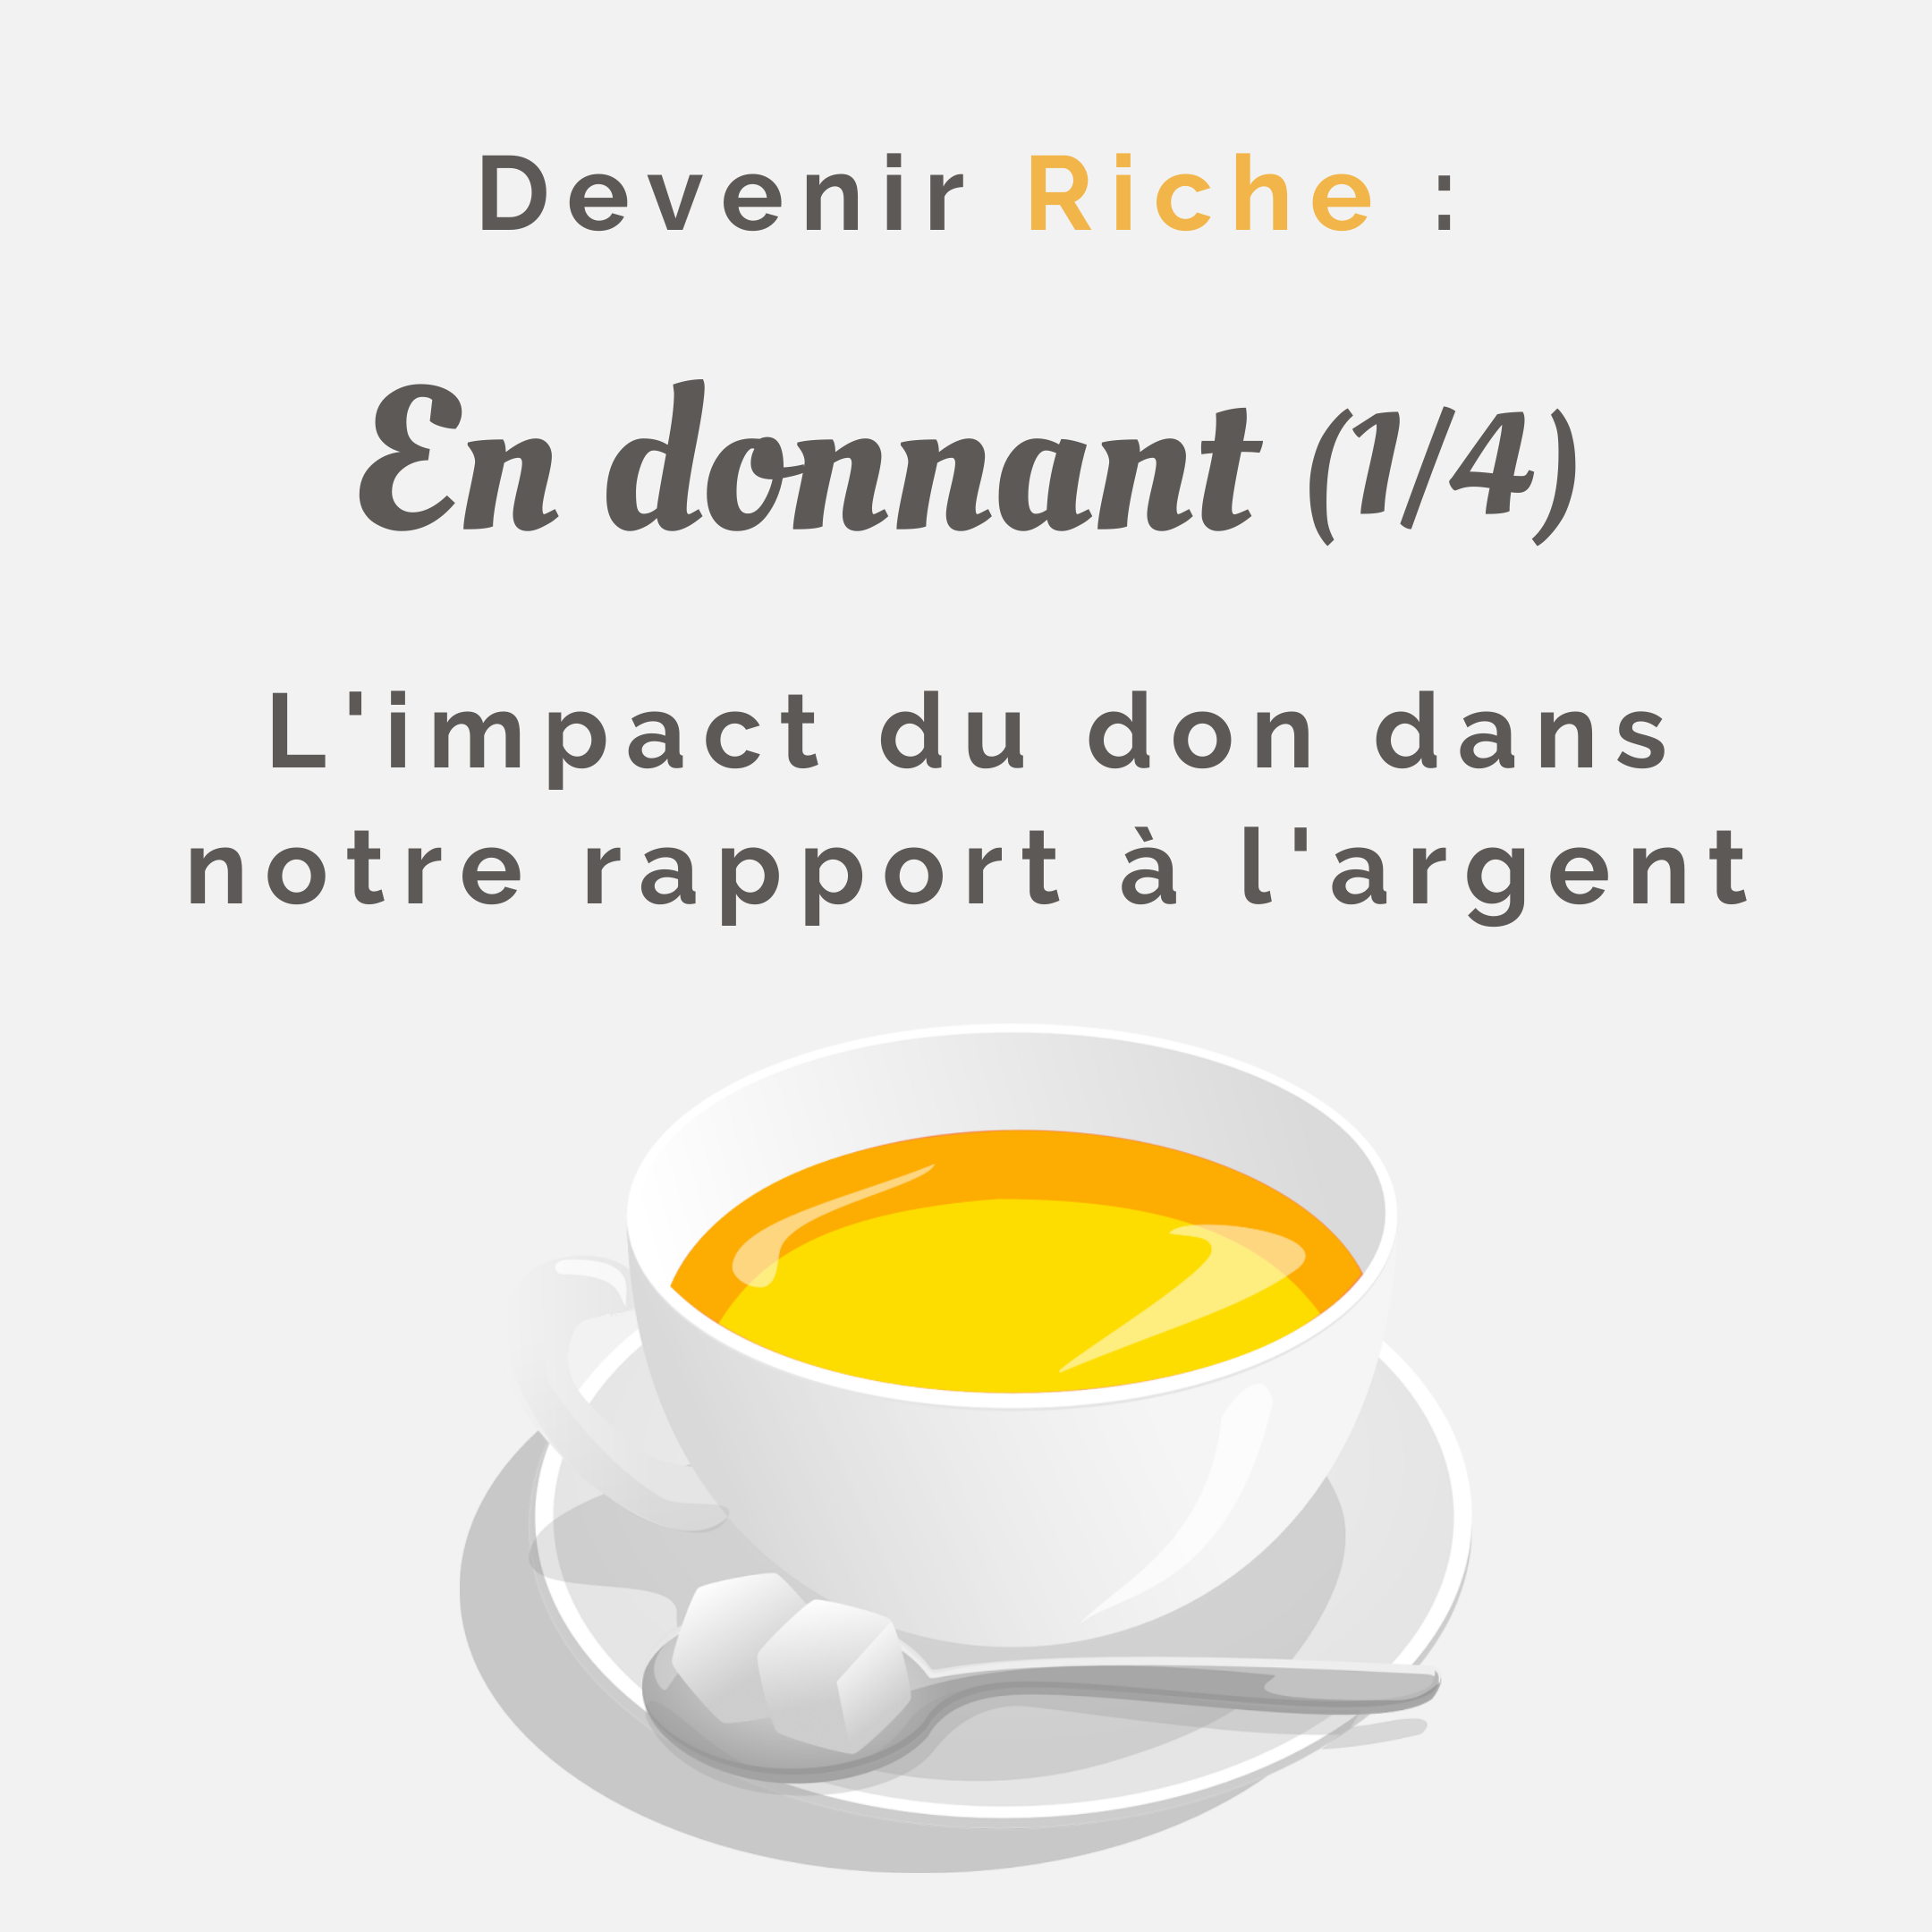 Devenir Riche :
En donnant (1/4)
L'impact du don dans
notre rapport à l'argent